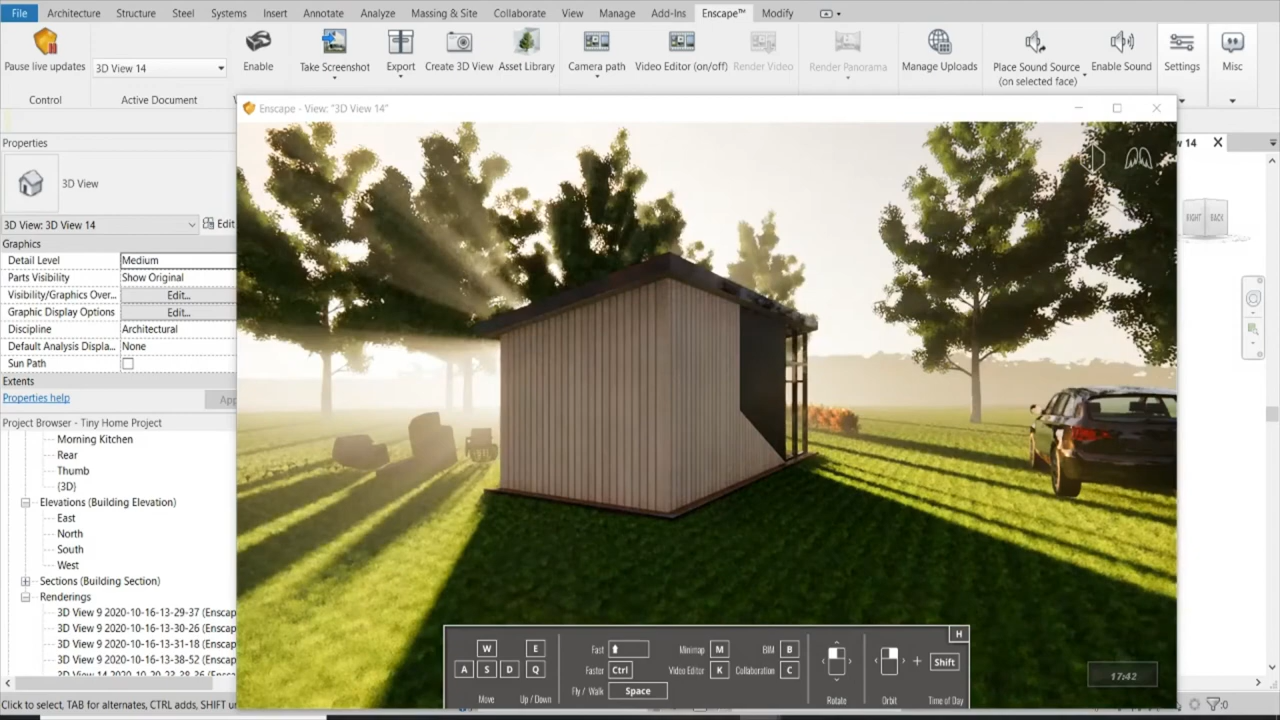 File Architecture Structure Steel Systems Insert Annotate Analyze Massing & Site Collaborate View Manage Add-Ins Enscape™ Modify
Pause live updates
3D View 14
Enable
Take Screenshot
Export
Create 3D View
Asset Library
Camera path
Video Editor (on/off)
Render Video
Render Panorama
Manage Uploads
Place Sound Source
(on selected face)
Enable Sound
Settings
Misc
Control
Active Document
Enscape - View: "3D View 14"
Properties
3D View
3D View: 3D View 14
Edit
Graphics
Detail Level Medium
Parts Visibility Show Original
Visibility/Graphics Over... Edit...
Graphic Display Options Edit...
Discipline Architectural
Default Analysis Displa... None
Sun Path
Extents
Properties help
App
Project Browser - Tiny Home Project
Morning Kitchen
Rear
Thumb
{3D}
Elevations (Building Elevation)
East
North
South
West
Sections (Building Section)
Renderings
3D View 9 2020-10-16-13-29-37 (Enscap
3D View 9 2020-10-16-13-30-26 (Enscap
3D View 9 2020-10-16-13-31-18 (Enscap
3D View 9 2020-10-16-13-38-52 (Enscap
Click to select, TAB for alternates, CTRL adds, SHIFT un
w 14
RIGHT BACK
H
W E
A S D Q
Move
Up / Down
Fast
Faster Ctrl
Fly / Walk Space
Minimap M
Video Editor K
BIM B
Collaboration C
Rotate
Orbit
+ Shift
Time of Day
17:42
:0